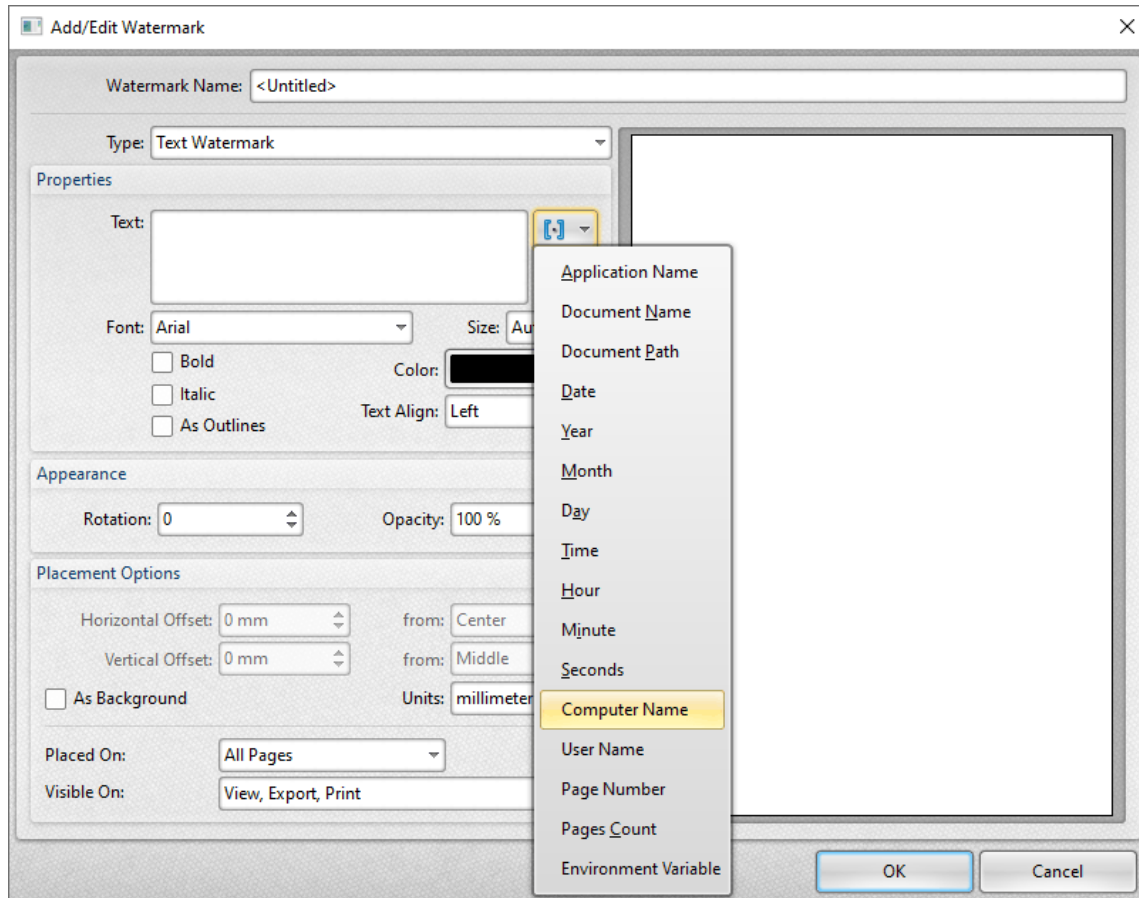 Add/Edit Watermark
Watermark Name: <Untitled>
Type: Text Watermark
Properties
Text:
Font: Arial
Size: Au
Bold
Color:
Italic
Text Align: Left
As Outlines
Appearance
Rotation: 0
Opacity: 100 %
Placement Options
Horizontal Offset: 0 mm
from: Center
Vertical Offset: 0 mm
from: Middle
As Background
Units: millimeter
Placed On: All Pages
Visible On: View, Export, Print
Application Name
Document Name
Document Path
Date
Year
Month
Day
Time
Hour
Minute
Seconds
Computer Name
User Name
Page Number
Pages Count
Environment Variable
OK
Cancel